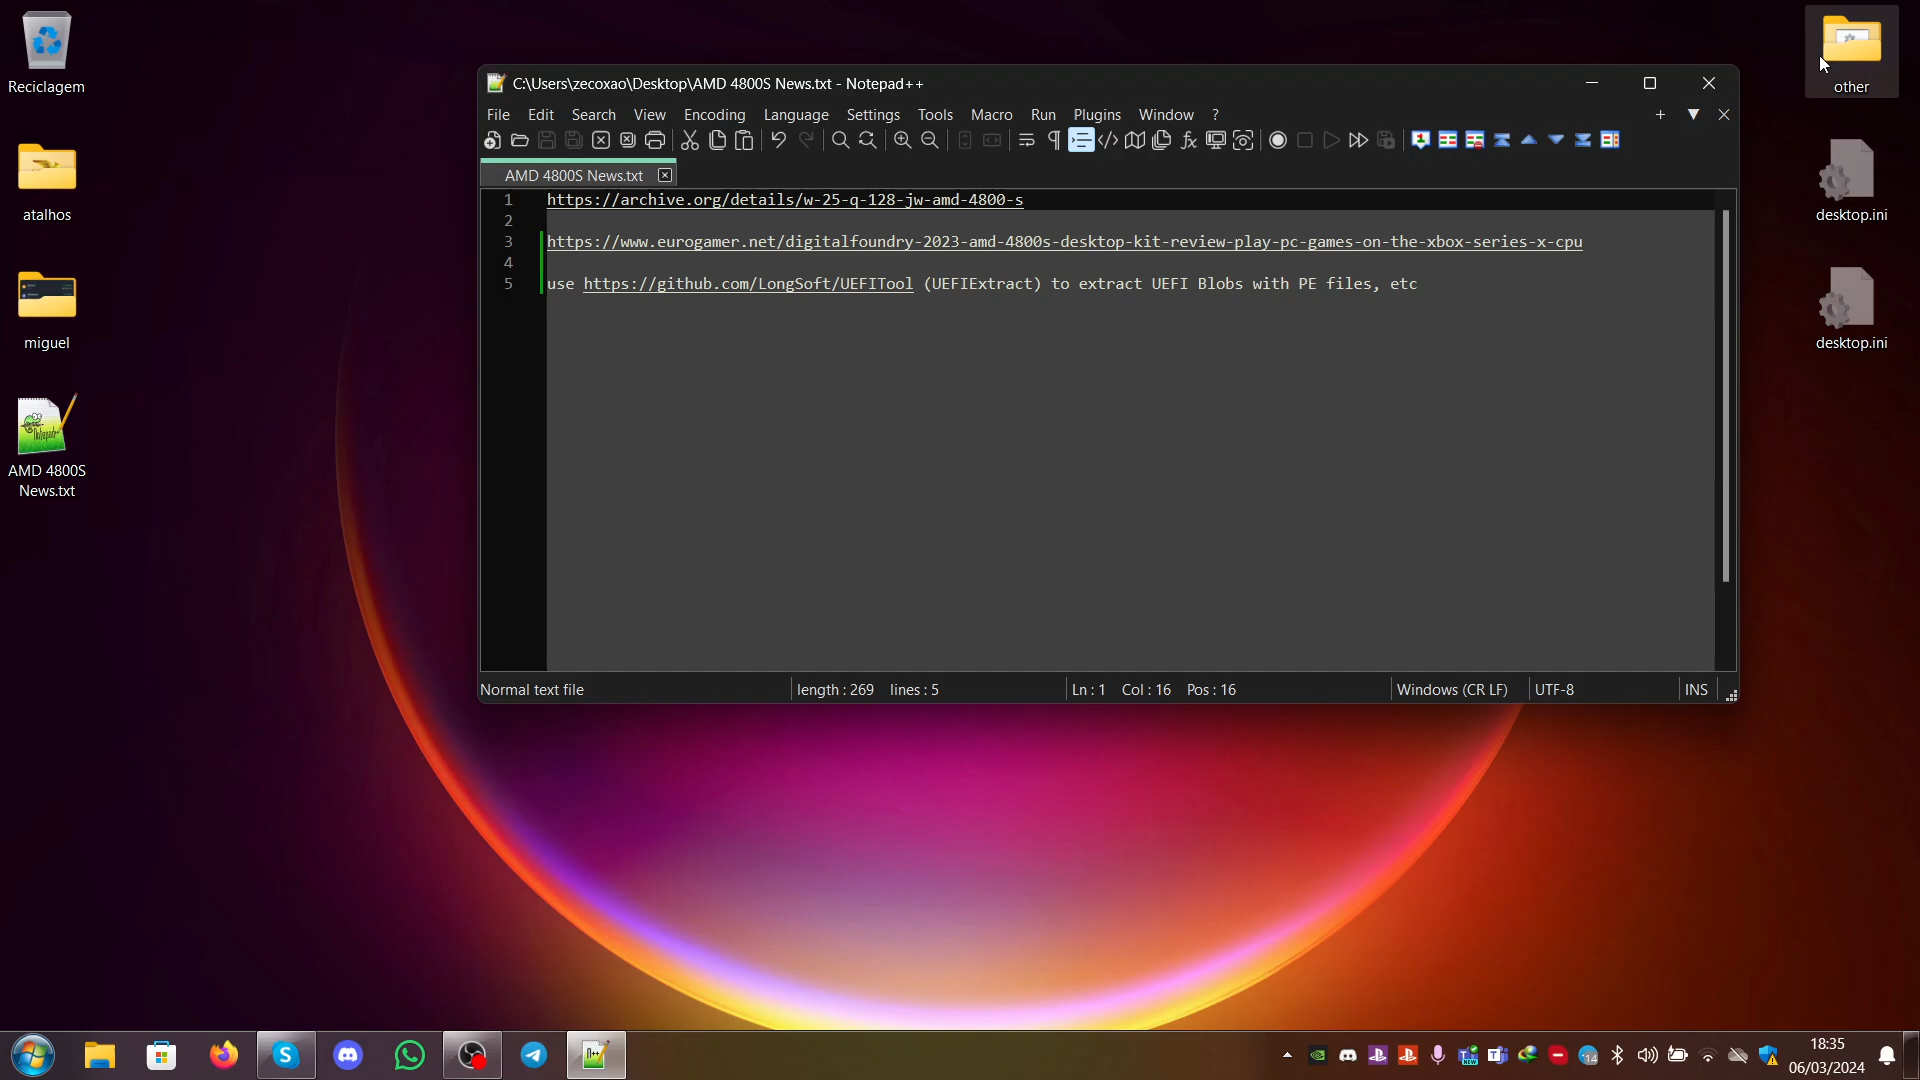 Reciclagem
atalhos
miguel
AMD 4800S
News.txt
C:\Users\zecoxao\Desktop\AMD 4800S News.txt - Notepad++
File Edit Search View Encoding Language Settings Tools Macro Run Plugins Window ?
AMD 4800S News.txt
1 https://archive.org/details/w-25-q-128-jw-amd-4800-s
2
3 https://www.eurogamer.net/digitalfoundry-2023-amd-4800s-desktop-kit-review-play-pc-games-on-the-xbox-series-x-cpu
4
5 use https://github.com/LongSoft/UEFITool (UEFIExtract) to extract UEFI Blobs with PE files, etc
Normal text file length : 269 lines : 5 Ln : 1 Col : 16 Pos : 16 Windows (CR LF) UTF-8 INS
other
desktop.ini
desktop.ini
18:35
06/03/2024